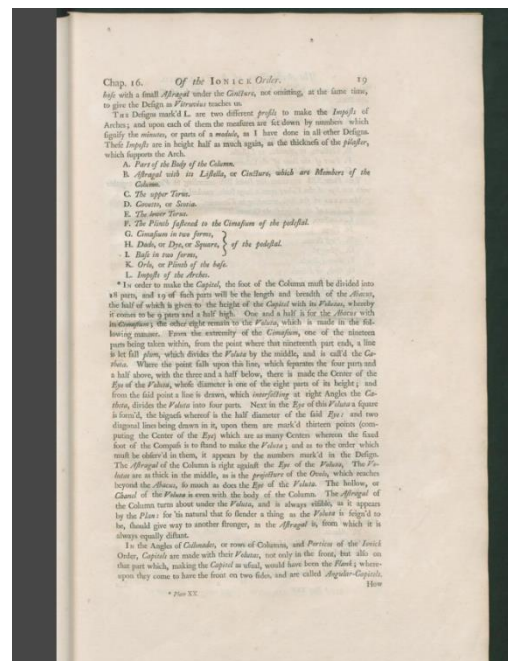 Chap. 16. Of the IONICK Order. 19
base with a small Astragal under the Cincture, not omitting, at the same time,
to give the Design as Vitruvius teaches us.
THE Designs mark'd L. are two different profils to make the Imposts of
Arches; and upon each of them the measures are set down by numbers which
signify the minutes, or parts of a module, as I have done in all other Designs.
These Imposts are in height half as much again, as the thickness of the pilaster,
which supports the Arch.
A. Part of the Body of the Column.
B. Astragal with its Listella, or Cincture, which are Members of the
Column.
C. The upper Torus.
D. Cavetto, or Scotia.
E. The lower Torus.
F. The Plinth fastened to the Cimasium of the pedestal.
G. Cimasium in two forms,
H. Dado, or Dye, or Square, } of the pedestal.
I. Base in two forms,
K. Orlo, or Plinth of the base.
L. Imposts of the Arches.
* IN order to make the Capital, the foot of the Column must be divided into
18 parts, and 19 of such parts will be the length and breadth of the Abacus,
the half of which is given to the height of the Capitel with its Volutas, whereby
it comes to be 9 parts and a half high. One and a half is for the Abacus with
its Cimasium; the other eight remain to the Voluta, which is made in the fol-
lowing manner. From the extremity of the Cimasium, one of the nineteen
parts being taken within, from the point where that nineteenth part ends, a line
is let fall plum, which divides the Voluta by the middle, and is call'd the Ca-
theta. Where the point falls upon this line, which separates the four parts and
a half above, with the three and a half below, there is made the Center of the
Eye of the Voluta, whose diameter is one of the eight parts of its height; and
from the said point a line is drawn, which intersecting at right Angles the Ca-
theta, divides the Voluta into four parts. Next in the Eye of this Voluta a square
is form'd, the bigness whereof is the half diameter of the said Eye: and two
diagonal lines being drawn in it, upon them are mark'd thirteen points (com-
puting the Center of the Eye) which are as many Centers whereon the fixed
foot of the Compass is to stand to make the Voluta; and as to the order which
must be observ'd in them, it appears by the numbers mark'd in the Design.
The Astragal of the Column is right against the Eye of the Voluta, The Vo-
lutas are as thick in the middle, as is the projecture of the Ovolo, which reaches
beyond the Abacus, so much as does the Eye of the Voluta. The hollow, or
Chanel of the Voluta is even with the body of the Column. The Astragal of
the Column turns about under the Voluta, and is always visible, as it appears
by the Plan: for 'tis natural that so slender a thing as the Voluta is feign'd to
be, should give way to another stronger, as the Astragal is, from which it is
always equally distant.
IN the Angles of Collonades, or rows of Columns, and Porticos of the Ionick
Order, Capitels are made with their Volutas, not only in the front, but also on
that part which, making the Capitel as usual, would have been the Flank; where-
upon they come to have the front on two sides, and are called Angular-Capitels.
How
* Plate XX.